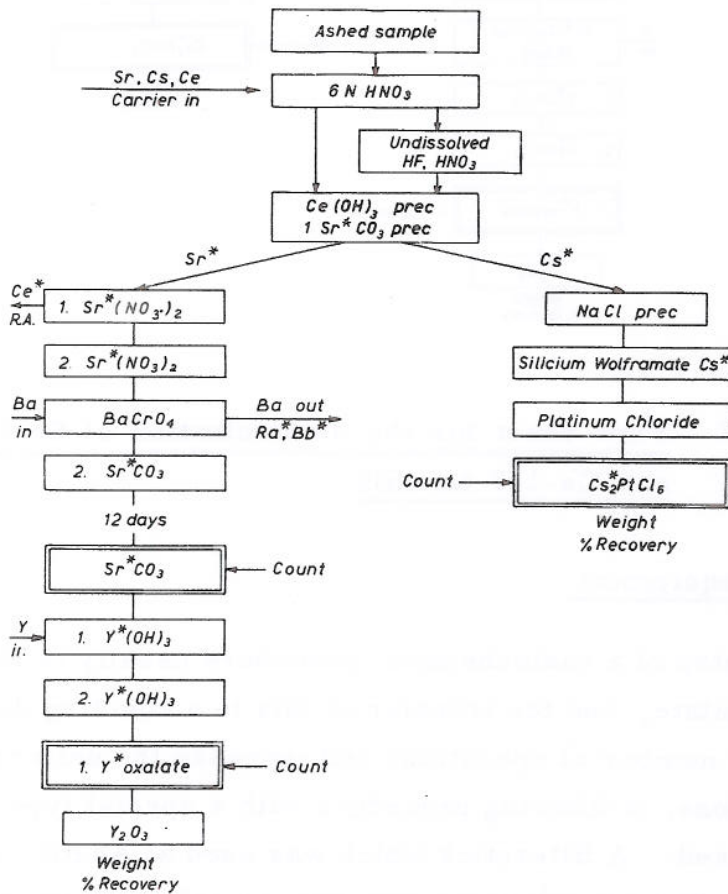 Ashed sample
Sr, Cs, Ce
Carrier in
6 N HNO₃
Undissolved
HF, HNO₃
Ce (OH)₃ prec
1 Sr* CO₃ prec
Sr*
Cs*
Ce*
R.A.
1. Sr*(NO₃)₂
2. Sr*(NO₃)₂
Ba
in
BaCrO₄
Ba out
Ra*, Bb*
2. Sr*CO₃
12 days
Sr*CO₃
Count
Y
ir.
1. Y*(OH)₃
2. Y*(OH)₃
1. Y*oxalate
Count
Y₂O₃
Weight
% Recovery
NaCl prec
Silicium Wolframate Cs*
Platinum Chloride
Count
Cs₂*PtCl₆
Weight
% Recovery